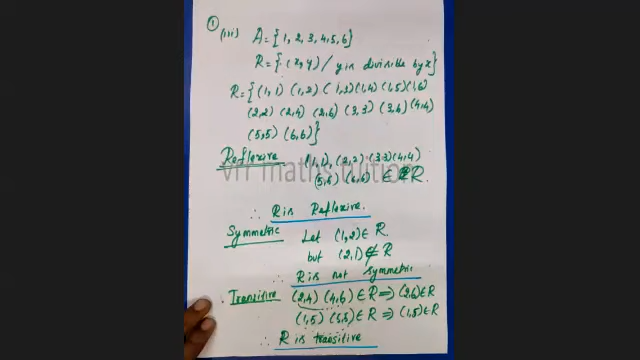 ①
(iii) A = {1, 2, 3, 4, 5, 6}
R = {(x, y) / y is divisible by x}
R = {(1,1) (1,2) (1,3) (1,4) (1,5) (1,6)
(2,2) (2,4) (2,6) (3,3) (3,6) (4,4)
(5,5) (6,6)}
Reflexive (1,1), (2,2) (3,3) (4,4)
(5,5) (6,6) ∈ R.
vrr maths tuition
∴ R is Reflexive.
Symmetric Let (1,2) ∈ R.
but (2,1) ∉ R
∴ R is not symmetric
Transitive (2,4) (4,6) ∈ R ⟹ (2,6) ∈ R
(1,5) (5,5) ∈ R ⟹ (1,5) ∈ R
∴ R is transitive